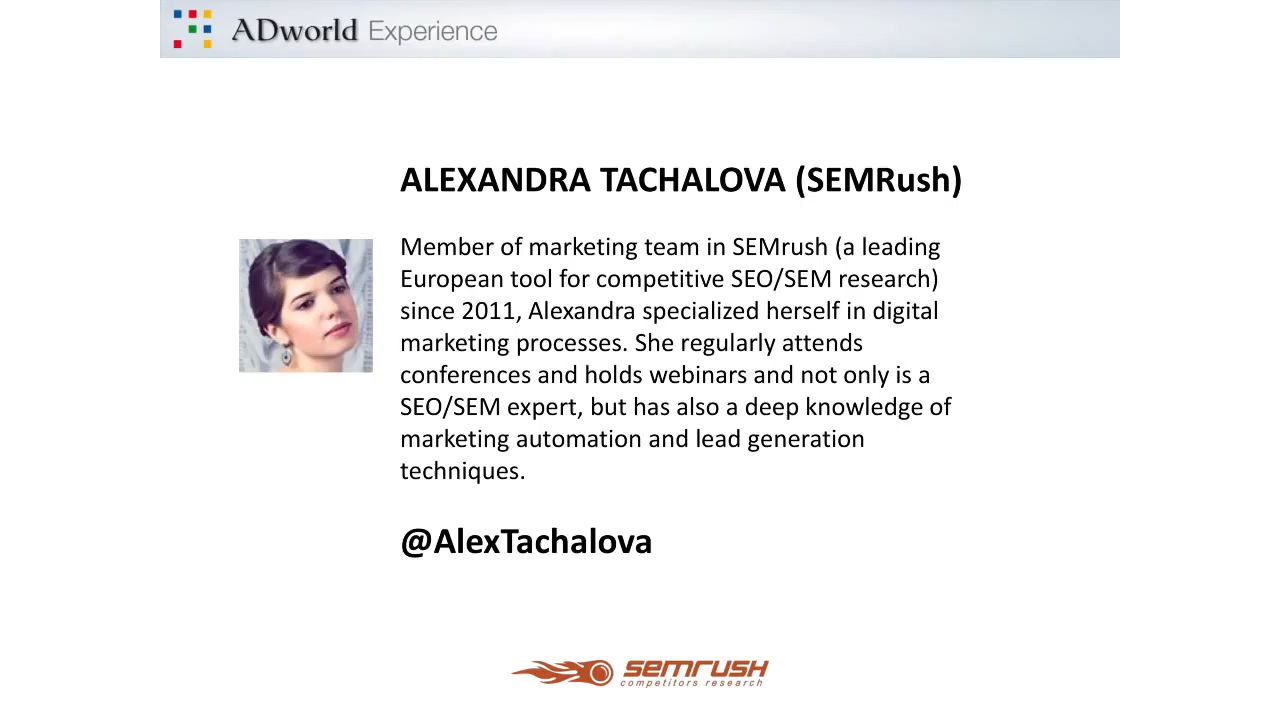 ADworld Experience
ALEXANDRA TACHALOVA (SEMRush)
Member of marketing team in SEMrush (a leading
European tool for competitive SEO/SEM research)
since 2011, Alexandra specialized herself in digital
marketing processes. She regularly attends
conferences and holds webinars and not only is a
SEO/SEM expert, but has also a deep knowledge of
marketing automation and lead generation
techniques.
@AlexTachalova
semrush
competitors research